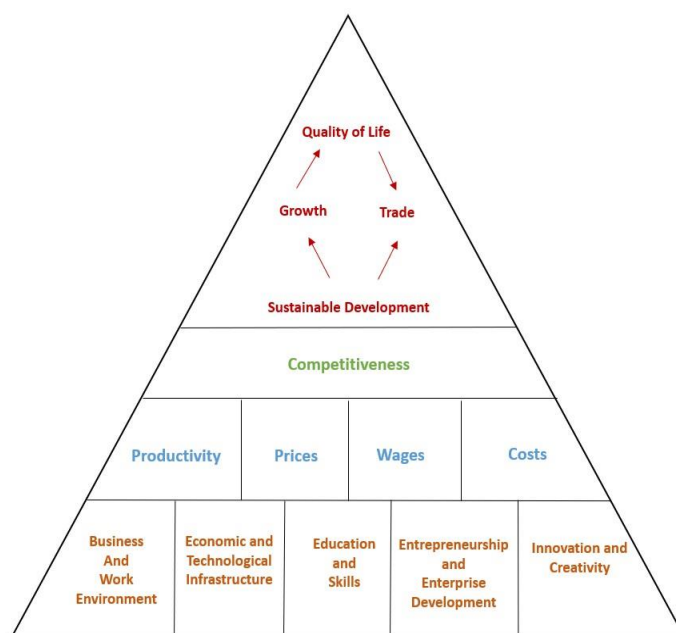 Quality of Life
Growth
Trade
Sustainable Development
Competitiveness
Productivity
Prices
Wages
Costs
Business
And
Work
Environment
Economic and
Technological
Infrastructure
Education
and
Skills
Entrepreneurship
and
Enterprise
Development
Innovation and
Creativity